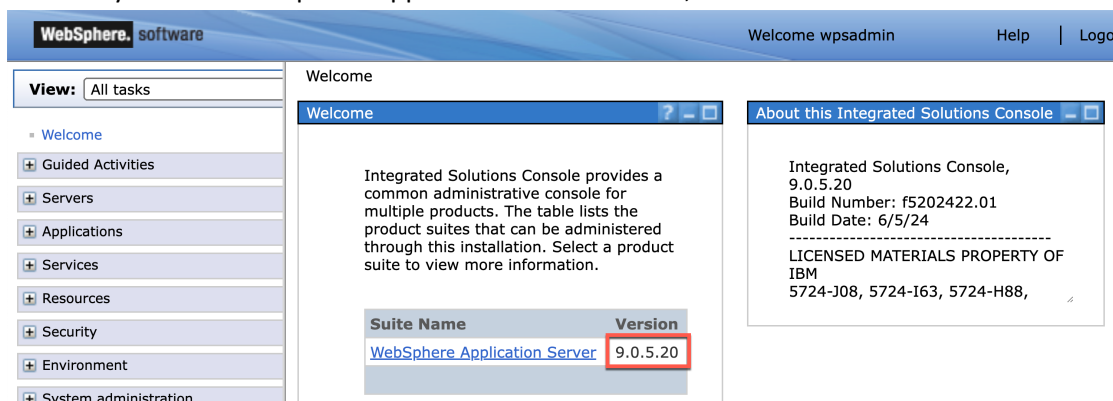 WebSphere. software
Welcome wpsadmin
Help
Logo
View: All tasks
Welcome
Guided Activities
Servers
Applications
Services
Resources
Security
Environment
System administration
Welcome
Welcome
Integrated Solutions Console provides a
common administrative console for
multiple products. The table lists the
product suites that can be administered
through this installation. Select a product
suite to view more information.
Suite Name Version
WebSphere Application Server 9.0.5.20
About this Integrated Solutions Console
Integrated Solutions Console,
9.0.5.20
Build Number: f5202422.01
Build Date: 6/5/24
---------------------------------------
LICENSED MATERIALS PROPERTY OF
IBM
5724-J08, 5724-I63, 5724-H88,